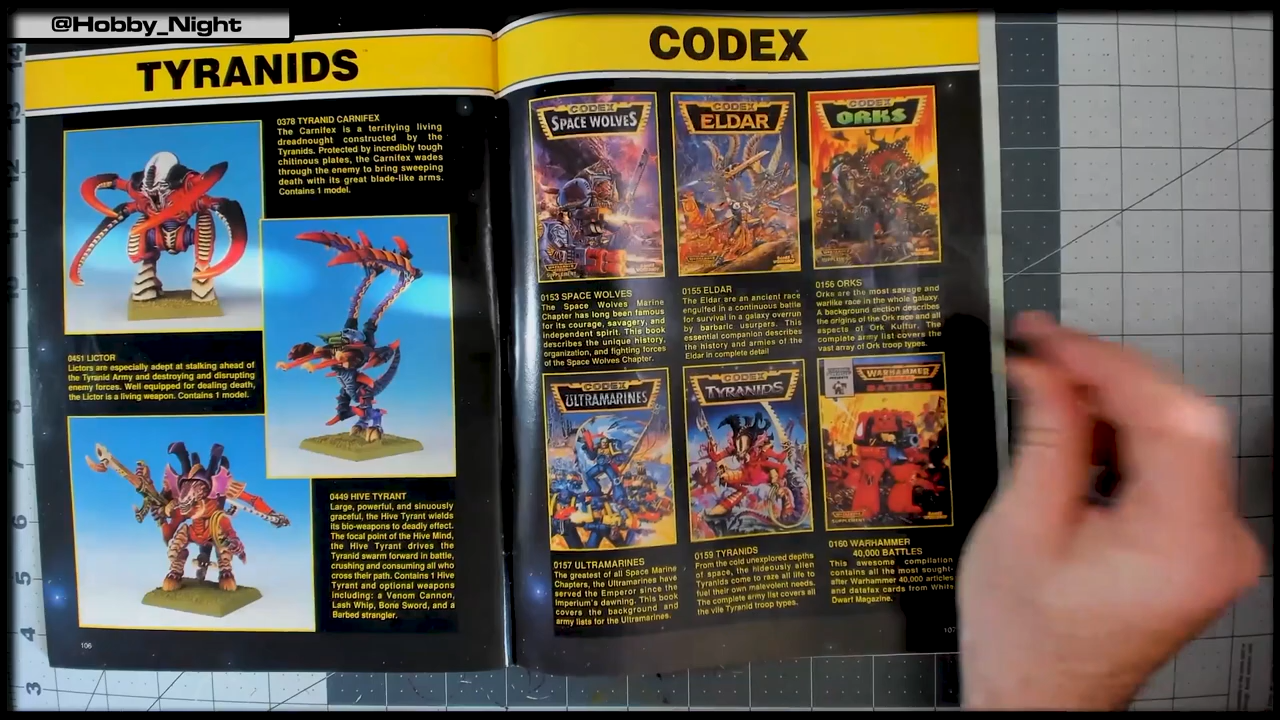 @Hobby_Night
TYRANIDS
0378 TYRANID CARNIFEX
The Carnifex is a terrifying living
dreadnought constructed by the
Tyranids. Protected by incredibly tough
chitinous plates, the Carnifex wades
through the enemy to bring sweeping
death with its great blade-like arms.
Contains 1 model.
0451 LICTOR
Lictors are especially adept at stalking ahead of
the Tyranid Army and destroying and disrupting
enemy forces. Well equipped for dealing death,
the Lictor is a living weapon. Contains 1 model.
0449 HIVE TYRANT
Large, powerful, and sinuously
graceful, the Hive Tyrant wields
its bio-weapons to deadly effect.
The focal point of the Hive Mind,
the Hive Tyrant drives the
Tyranid swarm forward in battle,
crushing and consuming all who
cross their path. Contains 1 Hive
Tyrant and optional weapons
including: a Venom Cannon,
Lash Whip, Bone Sword, and a
Barbed strangler.
106
CODEX
CODEX
SPACE WOLVES
CODEX
ELDAR
CODEX
ORKS
0153 SPACE WOLVES
The Space Wolves Marine
Chapter has long been famous
for its courage, savagery, and
independent spirit. This book
describes the unique history,
organization, and fighting forces
of the Space Wolves Chapter.
0155 ELDAR
The Eldar are an ancient race
engulfed in a continuous battle
for survival in a galaxy overrun
by barbaric usurpers. This
essential companion describes
the history and armies of the
Eldar in complete detail
0156 ORKS
Orks are the most savage and
warlike race in the whole galaxy
A background section describes
the origins of the Ork race and all
aspects of Ork Kultur. The
complete army list covers the
vast array of Ork troop types.
CODEX
ULTRAMARINES
CODEX
TYRANIDS
WARHAMMER
BATTLES
SUPPLEMENT
0157 ULTRAMARINES
The greatest of all Space Marine
Chapters, the Ultramarines have
served the Emperor since the
Imperium's dawning. This book
covers the background and
army lists for the Ultramarines.
0159 TYRANIDS
From the cold unexplored depths
of space, the hideously alien
Tyranids come to raze all life to
fuel their own malevolent needs.
The complete army list covers all
the vile Tyranid troop types.
0160 WARHAMMER
40,000 BATTLES
This awesome compilation
contains all the most sought-
after Warhammer 40,000 articles
and datafax cards from White
Dwarf Magazine.
107
14
13
12
11
10
8
7
6
5
4
3